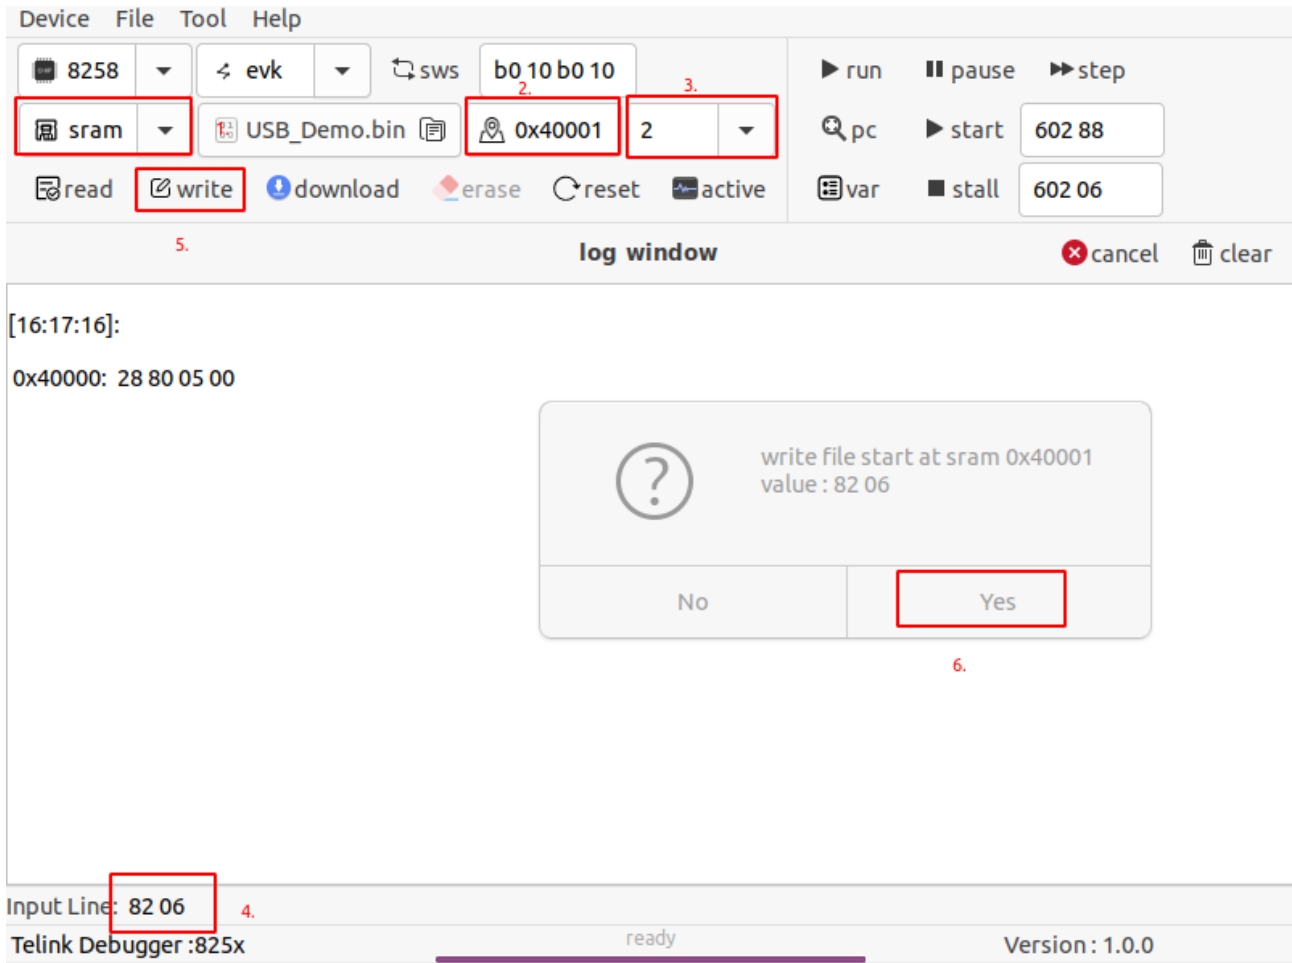 Device File Tool Help
8258 evk sws b0 10 b0 10 run pause step
2. 3.
sram USB_Demo.bin 0x40001 2 pc start 602 88
read write download erase reset active var stall 602 06
5. log window cancel clear
[16:17:16]:
0x40000: 28 80 05 00
write file start at sram 0x40001
value : 82 06
No Yes
6.
Input Line: 82 06 4.
Telink Debugger :825x ready Version : 1.0.0